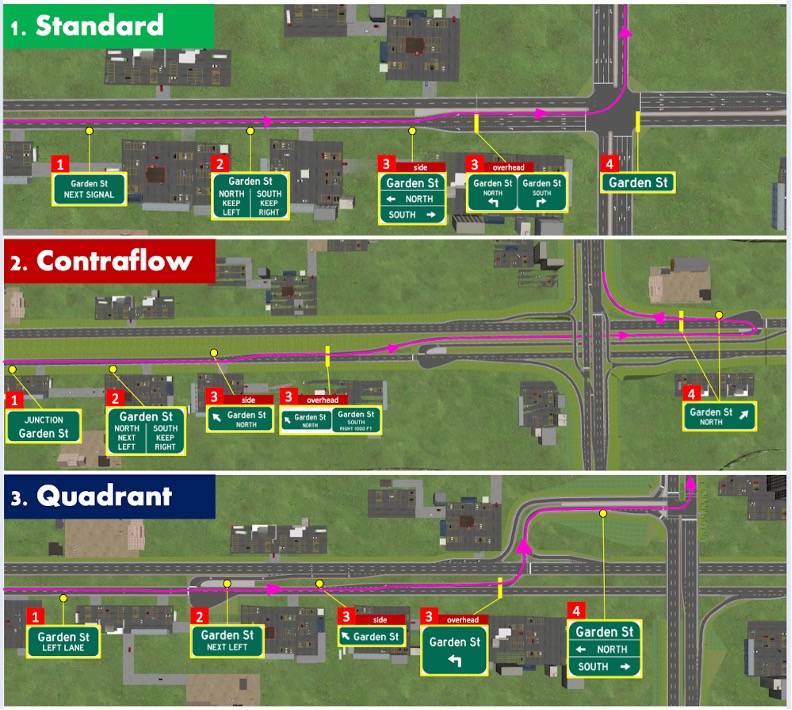 1. Standard
1
Garden St
NEXT SIGNAL
2
Garden St
NORTH SOUTH
KEEP KEEP
LEFT RIGHT
3 side
Garden St
← NORTH
SOUTH →
3 overhead
Garden St Garden St
NORTH SOUTH
4
Garden St
2. Contraflow
1
JUNCTION
Garden St
2
Garden St
NORTH SOUTH
NEXT KEEP
LEFT RIGHT
3 side
Garden St
NORTH
3 overhead
Garden St Garden St
NORTH SOUTH
RIGHT 1000 FT
4
Garden St
NORTH
3. Quadrant
1
Garden St
LEFT LANE
2
Garden St
NEXT LEFT
3 side
Garden St
3 overhead
Garden St
4
Garden St
← NORTH
SOUTH →